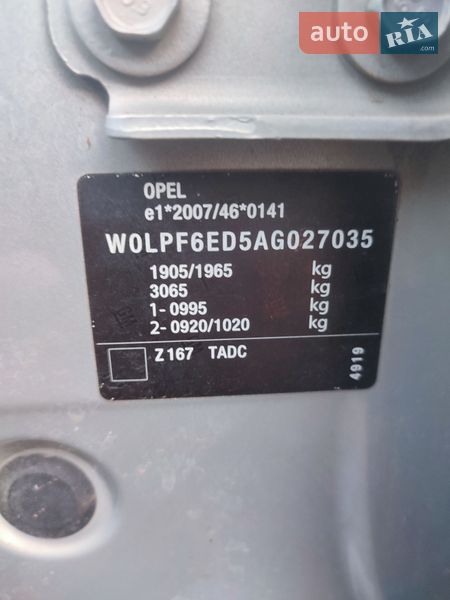 auto RIA
.com
OPEL
e1*2007/46*0141
W0LPF6ED5AG027035
1905/1965 kg
3065 kg
1-0995 kg
2-0920/1020 kg
Z167 TADC
4919